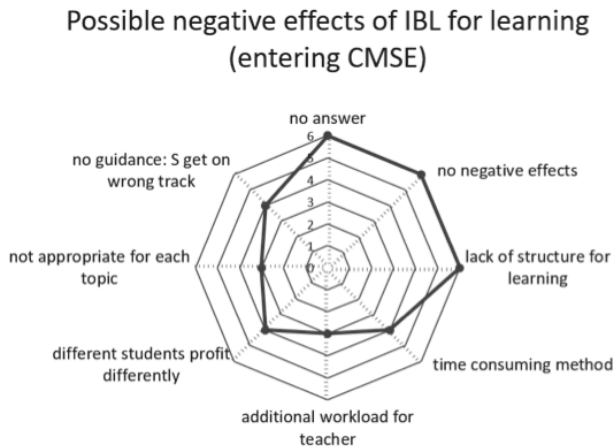 Possible negative effects of IBL for learning
(entering CMSE)
no answer
6
5
4
3
2
1
0
no guidance: S get on
wrong track
no negative effects
not appropriate for each
topic
lack of structure for
learning
different students profit
differently
time consuming method
additional workload for
teacher